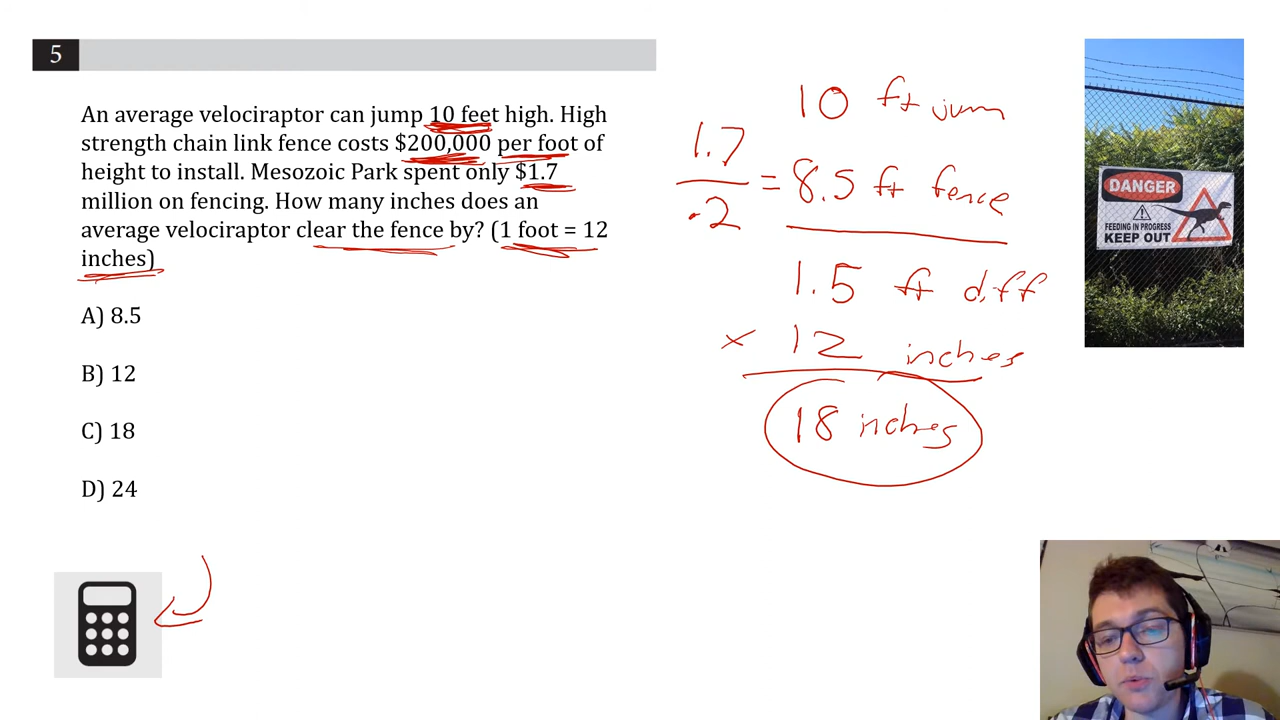 5
An average velociraptor can jump 10 feet high. High
strength chain link fence costs $200,000 per foot of
height to install. Mesozoic Park spent only $1.7
million on fencing. How many inches does an
average velociraptor clear the fence by? (1 foot = 12
inches)
A) 8.5
B) 12
C) 18
D) 24
10 ft jump
1.7
.2
= 8.5 ft fence
1.5 ft diff
× 12 inches
18 inches
DANGER
FEEDING IN PROGRESS
KEEP OUT